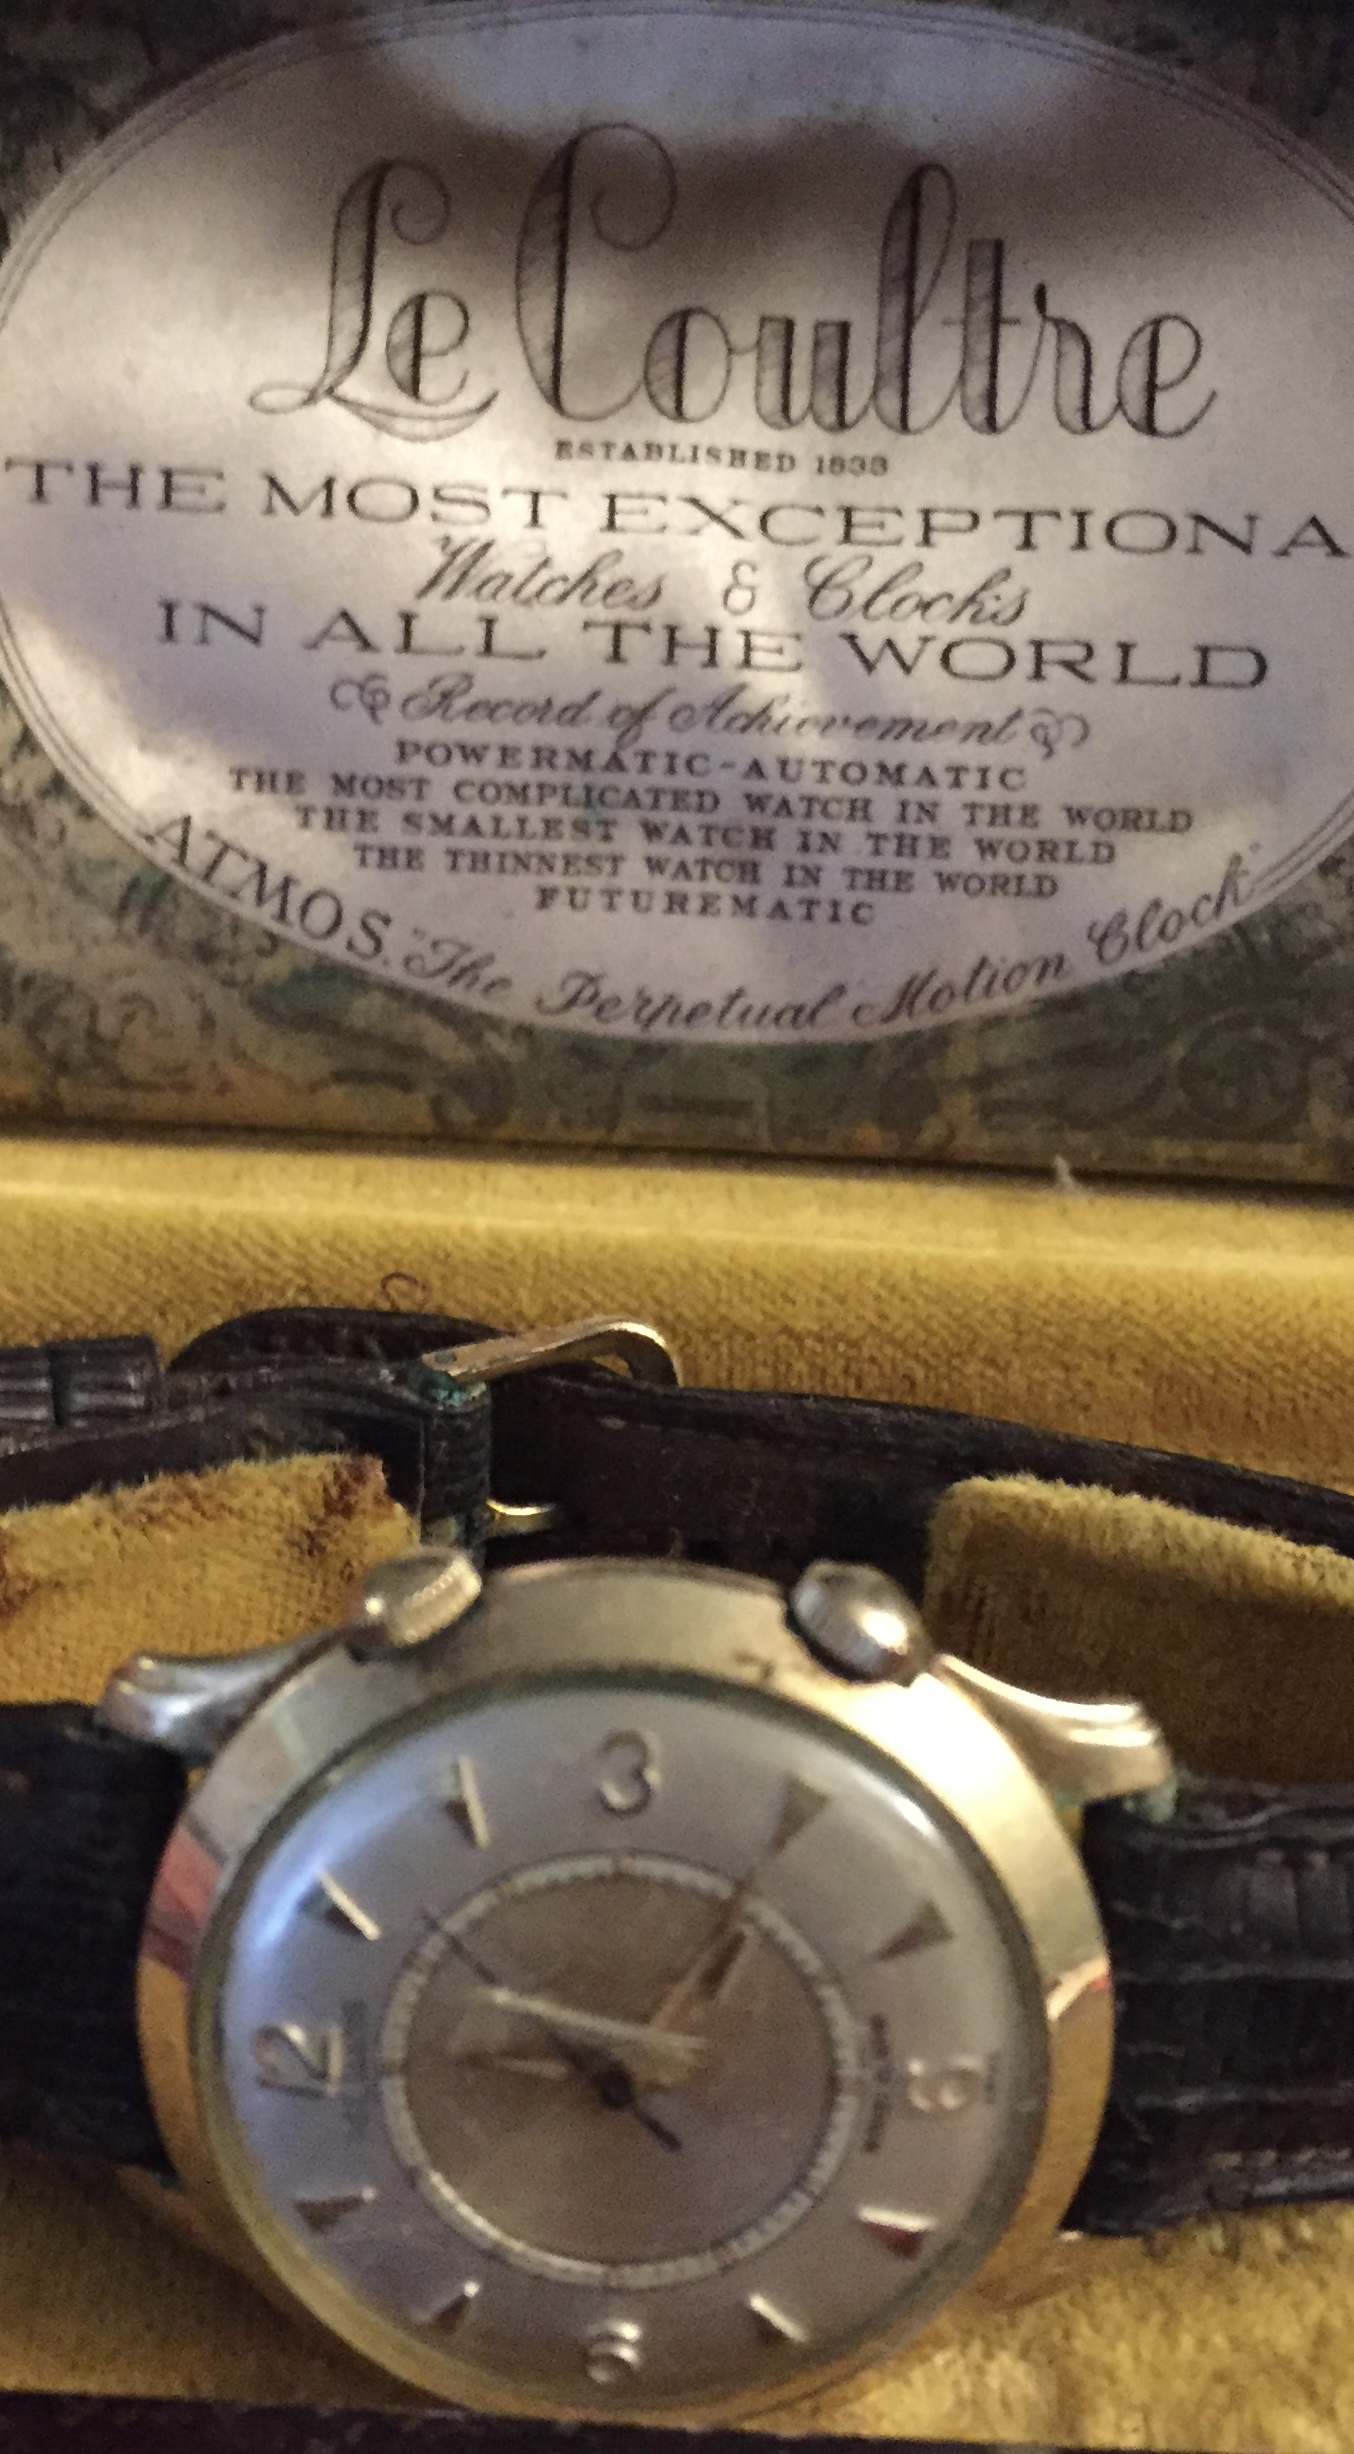 LeCoultre
ESTABLISHED 1833
THE MOST EXCEPTIONA
Watches & Clocks
IN ALL THE WORLD
Record of Achievement
POWERMATIC-AUTOMATIC
THE MOST COMPLICATED WATCH IN THE WORLD
THE SMALLEST WATCH IN THE WORLD
THE THINNEST WATCH IN THE WORLD
FUTUREMATIC
ATMOS. "The Perpetual Motion Clock"
3
12
6
9